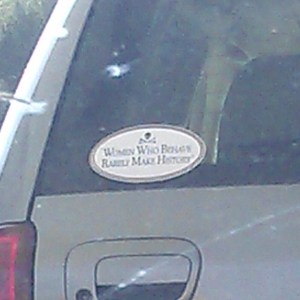 "WOMEN WHO BEHAVE
RARELY MAKE HISTORY"